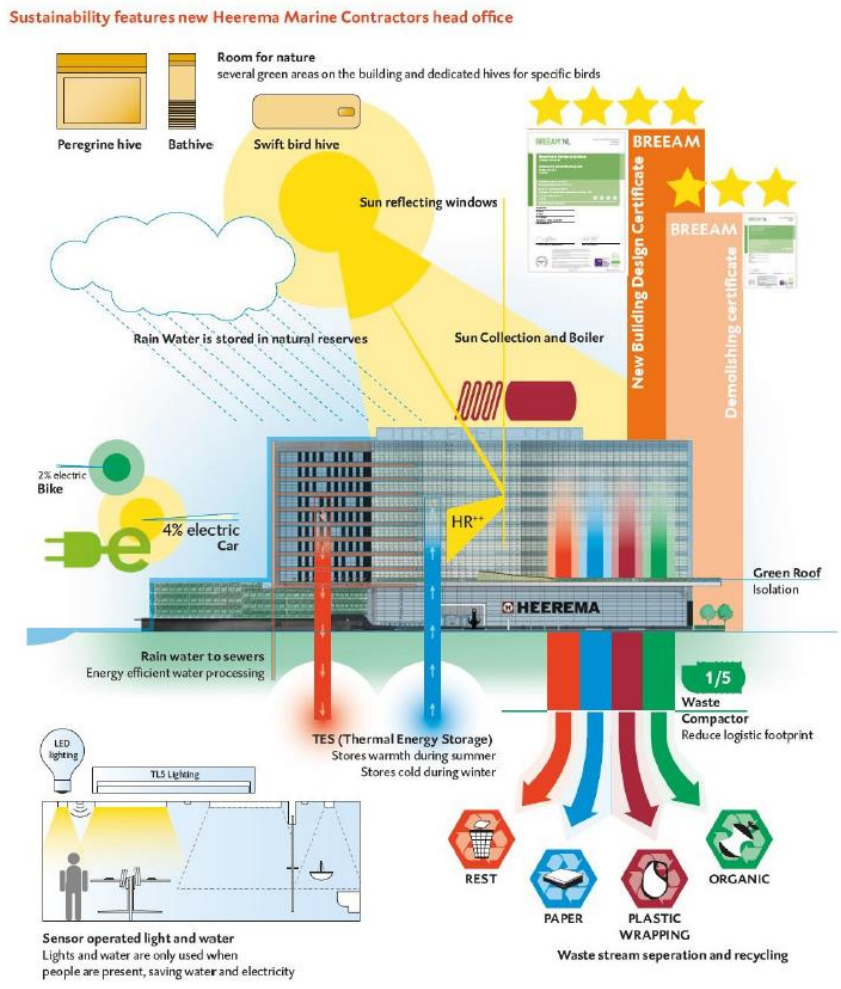 Sustainability features new Heerema Marine Contractors head office
Room for nature
several green areas on the building and dedicated hives for specific birds
Peregrine hive
Bathive
Swift bird hive
BREEAM® NL
BREEAM
New Building Design Certificate
BREEAM
Demolishing certificate
Sun reflecting windows
Rain Water is stored in natural reserves
Sun Collection and Boiler
2% electric
Bike
4% electric
Car
e
HR++
HEEREMA
Green Roof
Isolation
Rain water to sewers
Energy efficient water processing
TES (Thermal Energy Storage)
Stores warmth during summer
Stores cold during winter
1/5
Waste
Compactor
Reduce logistic footprint
LED
lighting
TL5 Lighting
REST
PAPER
PLASTIC
WRAPPING
ORGANIC
Sensor operated light and water
Lights and water are only used when
people are present, saving water and electricity
Waste stream seperation and recycling